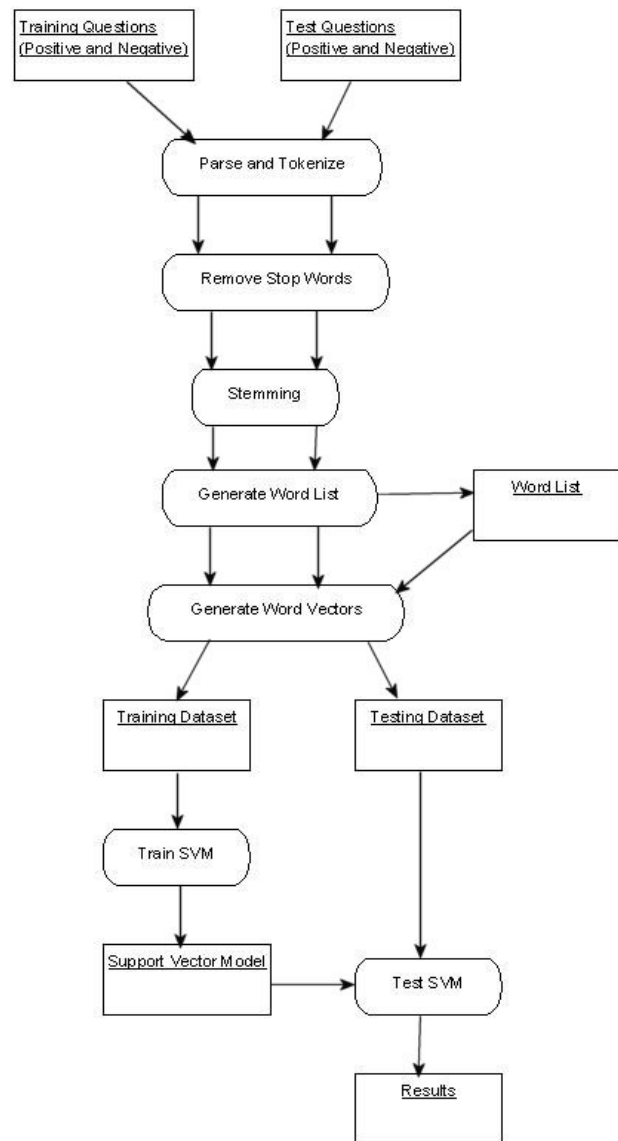 Training Questions
(Positive and Negative)
Test Questions
(Positive and Negative)
Parse and Tokenize
Remove Stop Words
Stemming
Generate Word List
Word List
Generate Word Vectors
Training Dataset
Testing Dataset
Train SVM
Support Vector Model
Test SVM
Results